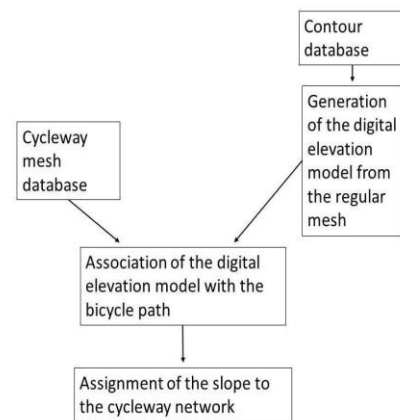 Contour
database
Generation
of the digital
elevation
model from
the regular
mesh
Cycleway
mesh
database
Association of the digital
elevation model with the
bicycle path
Assignment of the slope to
the cycleway network